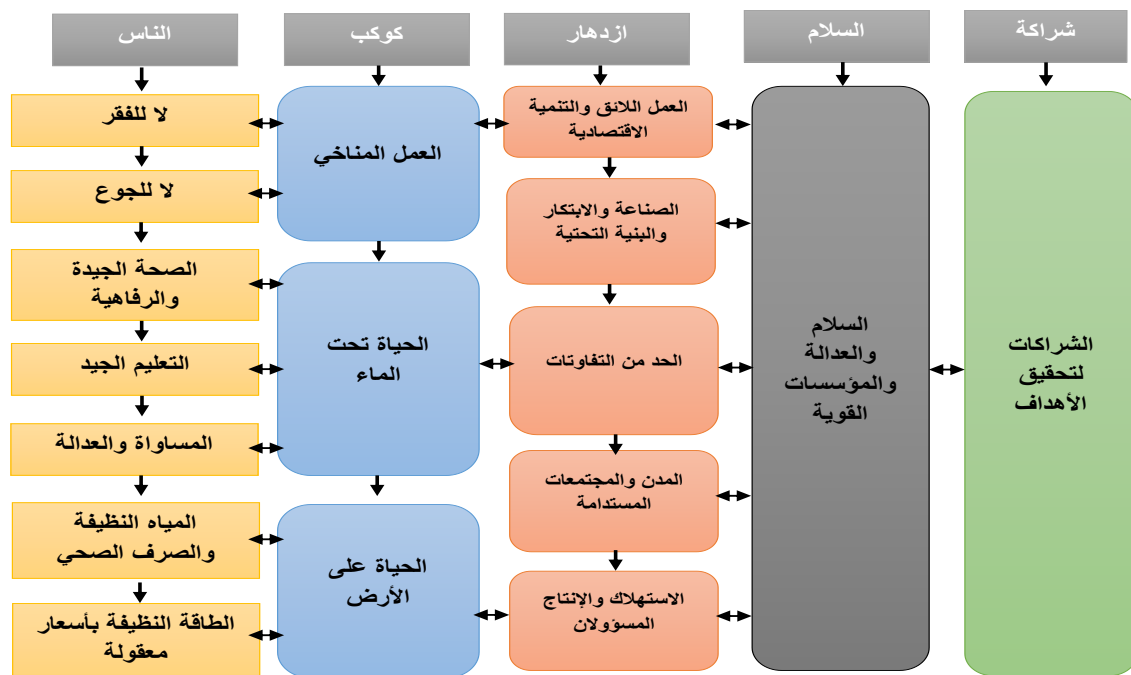 الناس
كوكب
ازدهار
السلام
شراكة
لا للفقر
لا للجوع
الصحة الجيدة
والرفاهية
التعليم الجيد
المساواة والعدالة
المياه النظيفة
والصرف الصحي
الطاقة النظيفة بأسعار
معقولة
العمل المناخي
الحياة تحت
الماء
الحياة على
الأرض
العمل اللائق والتنمية
الاقتصادية
الصناعة والابتكار
والبنية التحتية
الحد من التفاوتات
المدن والمجتمعات
المستدامة
الاستهلاك والإنتاج
المسؤولان
السلام
والعدالة
والمؤسسات
القوية
الشراكات
لتحقيق
الأهداف